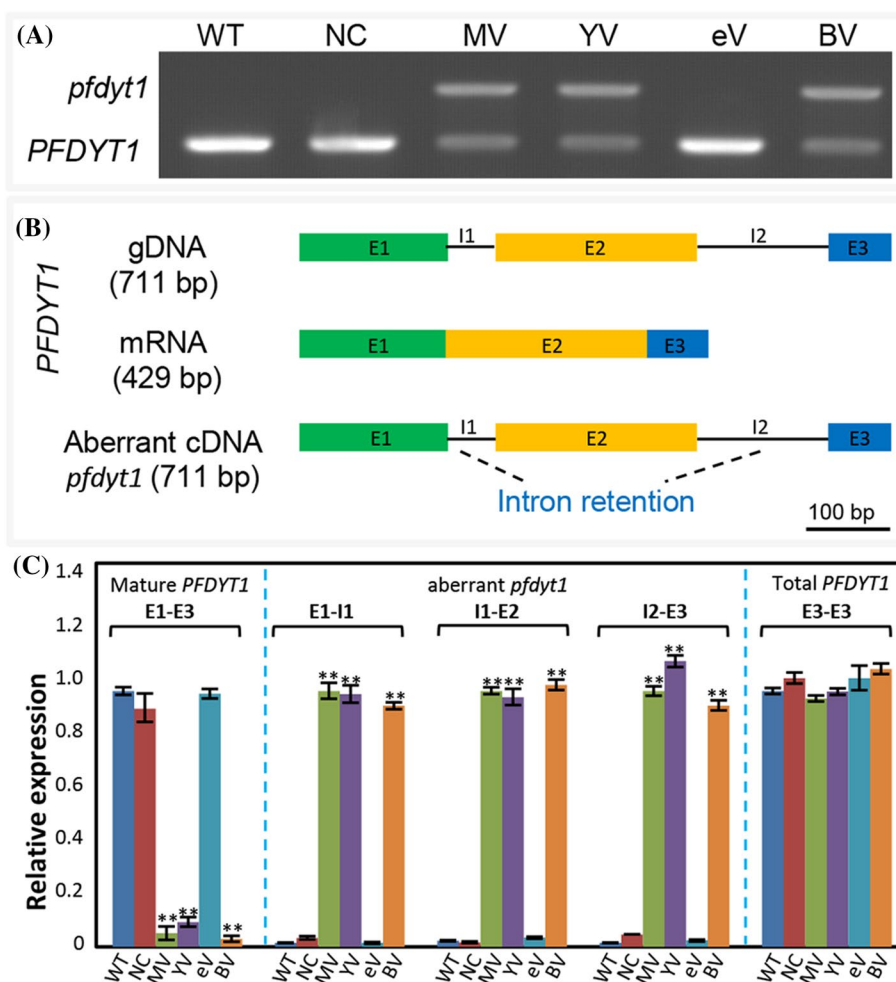 (A)
WT NC MV YV eV BV
pfdyt1
PFDYT1
(B)
PFDYT1
gDNA
(711 bp)
E1 I1 E2 I2 E3
mRNA
(429 bp)
E1 E2 E3
Aberrant cDNA
pfdyt1 (711 bp)
E1 I1 E2 I2 E3
Intron retention
100 bp
(C)
Relative expression
1.4
1.2
1.0
0.8
0.6
0.4
0.2
0
Mature PFDYT1 aberrant pfdyt1 Total PFDYT1
E1-E3 E1-I1 I1-E2 I2-E3 E3-E3
** ** **
** ** **
** ** **
** ** **
WT NC MV YV eV BV WT NC MV YV eV BV WT NC MV YV eV BV WT NC MV YV eV BV WT NC MV YV eV BV